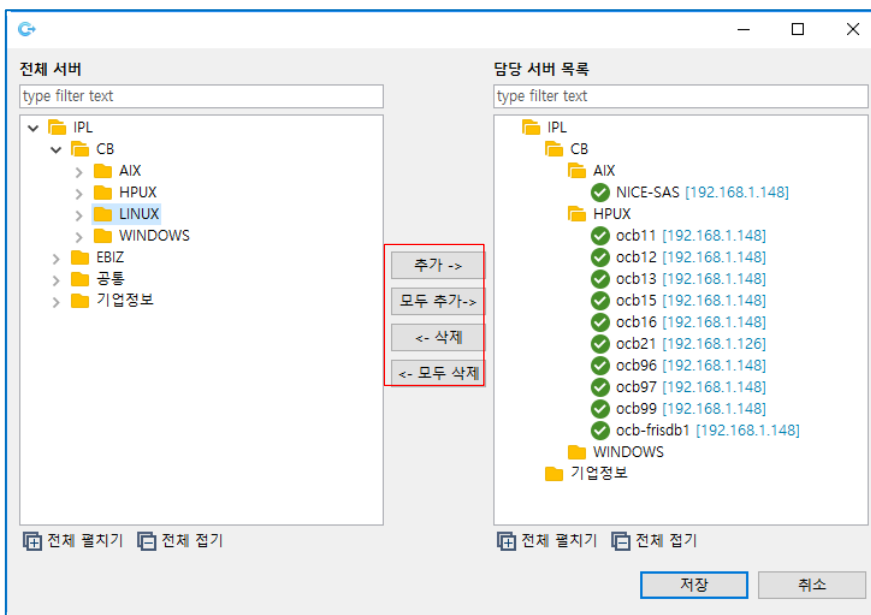 전체 서버
type filter text
IPL
CB
AIX
HPUX
LINUX
WINDOWS
EBIZ
공통
기업정보
전체 펼치기 전체 접기
추가 ->
모두 추가->
<- 삭제
<- 모두 삭제
담당 서버 목록
type filter text
IPL
CB
AIX
NICE-SAS [192.168.1.148]
HPUX
ocb11 [192.168.1.148]
ocb12 [192.168.1.148]
ocb13 [192.168.1.148]
ocb15 [192.168.1.148]
ocb16 [192.168.1.148]
ocb21 [192.168.1.126]
ocb96 [192.168.1.148]
ocb97 [192.168.1.148]
ocb99 [192.168.1.148]
ocb-frisdb1 [192.168.1.148]
WINDOWS
기업정보
전체 펼치기 전체 접기
저장 취소